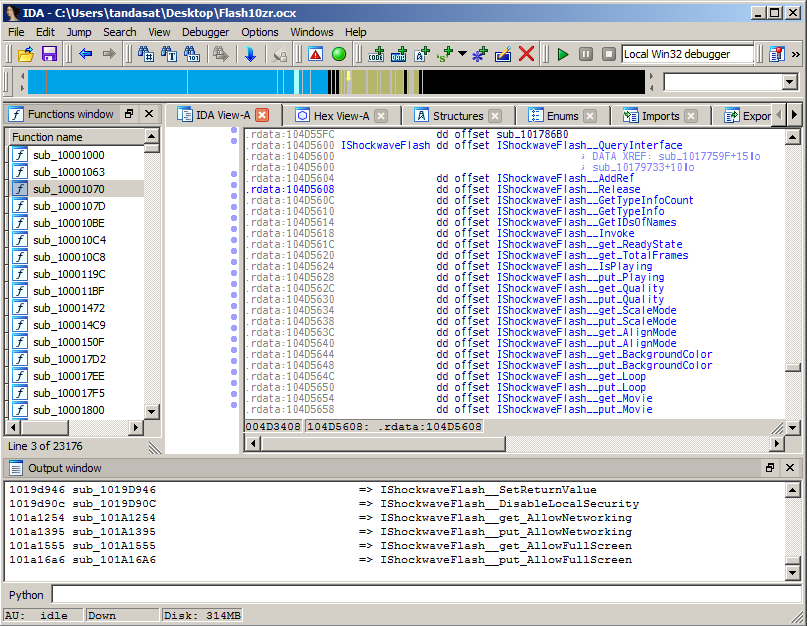 IDA - C:\Users\tandasat\Desktop\Flash10zr.ocx
File Edit Jump Search View Debugger Options Windows Help
Local Win32 debugger
Functions window
IDA View-A Hex View-A Structures Enums Imports Expor
Function name
sub_10001000
sub_10001063
sub_10001070
sub_1000107D
sub_100010BE
sub_100010C4
sub_100010C8
sub_1000119C
sub_100011BF
sub_10001472
sub_100014C9
sub_1000150F
sub_100017D2
sub_100017EE
sub_100017F5
sub_10001800
Line 3 of 23176
.rdata:104D55FC dd offset sub_101786B0
.rdata:104D5600 IShockwaveFlash dd offset IShockwaveFlash__QueryInterface
.rdata:104D5600 ; DATA XREF: sub_1017759F+15↑o
.rdata:104D5600 ; sub_10179733+10↑o
.rdata:104D5604 dd offset IShockwaveFlash__AddRef
.rdata:104D5608 dd offset IShockwaveFlash__Release
.rdata:104D560C dd offset IShockwaveFlash__GetTypeInfoCount
.rdata:104D5610 dd offset IShockwaveFlash__GetTypeInfo
.rdata:104D5614 dd offset IShockwaveFlash__GetIDsOfNames
.rdata:104D5618 dd offset IShockwaveFlash__Invoke
.rdata:104D561C dd offset IShockwaveFlash__get_ReadyState
.rdata:104D5620 dd offset IShockwaveFlash__get_TotalFrames
.rdata:104D5624 dd offset IShockwaveFlash__IsPlaying
.rdata:104D5628 dd offset IShockwaveFlash__put_Playing
.rdata:104D562C dd offset IShockwaveFlash__get_Quality
.rdata:104D5630 dd offset IShockwaveFlash__put_Quality
.rdata:104D5634 dd offset IShockwaveFlash__get_ScaleMode
.rdata:104D5638 dd offset IShockwaveFlash__put_ScaleMode
.rdata:104D563C dd offset IShockwaveFlash__get_AlignMode
.rdata:104D5640 dd offset IShockwaveFlash__put_AlignMode
.rdata:104D5644 dd offset IShockwaveFlash__get_BackgroundColor
.rdata:104D5648 dd offset IShockwaveFlash__put_BackgroundColor
.rdata:104D564C dd offset IShockwaveFlash__get_Loop
.rdata:104D5650 dd offset IShockwaveFlash__put_Loop
.rdata:104D5654 dd offset IShockwaveFlash__get_Movie
.rdata:104D5658 dd offset IShockwaveFlash__put_Movie
004D3408 104D5608: .rdata:104D5608
Output window
1019d946 sub_1019D946 => IShockwaveFlash__SetReturnValue
1019d90c sub_1019D90C => IShockwaveFlash__DisableLocalSecurity
101a1254 sub_101A1254 => IShockwaveFlash__get_AllowNetworking
101a1395 sub_101A1395 => IShockwaveFlash__put_AllowNetworking
101a1555 sub_101A1555 => IShockwaveFlash__get_AllowFullScreen
101a16a6 sub_101A16A6 => IShockwaveFlash__put_AllowFullScreen
Python
AU: idle Down Disk: 314MB